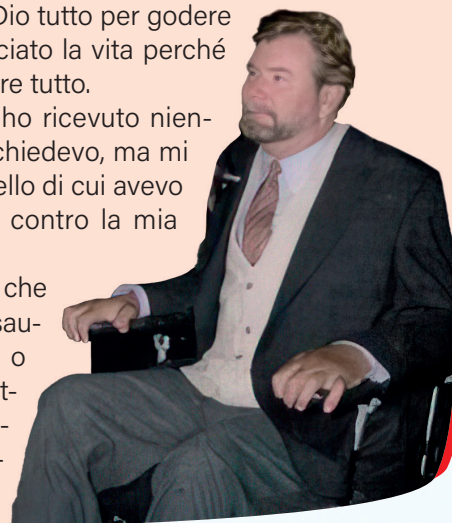 Dio tutto per godere
ciato la vita perché
re tutto.
ho ricevuto nien-
chiedevo, ma mi
ello di cui avevo
contro la mia
che
sau-
o
t-
-
-